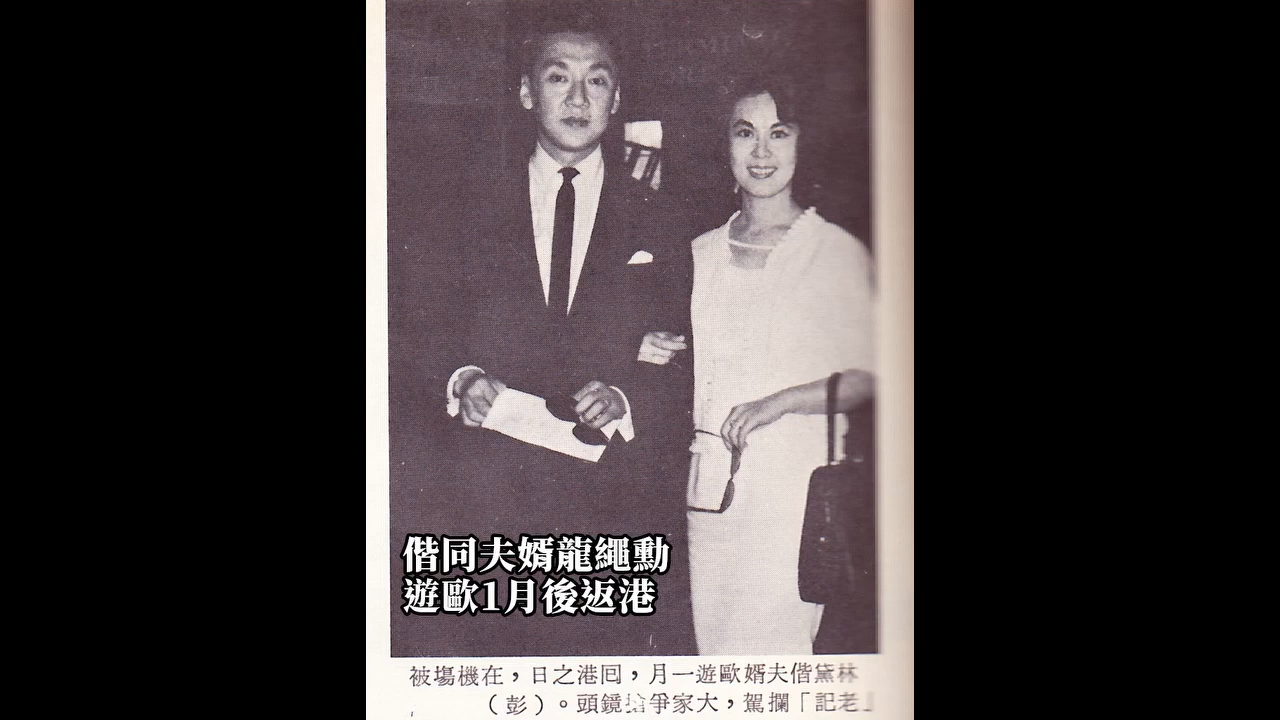 偕同夫婿龍繩勳
遊歐1月後返港
林黛偕夫婿歐遊一月，囘港之日，在機塲被
「老記」攔駕，大家爭搶鏡頭。（彭）